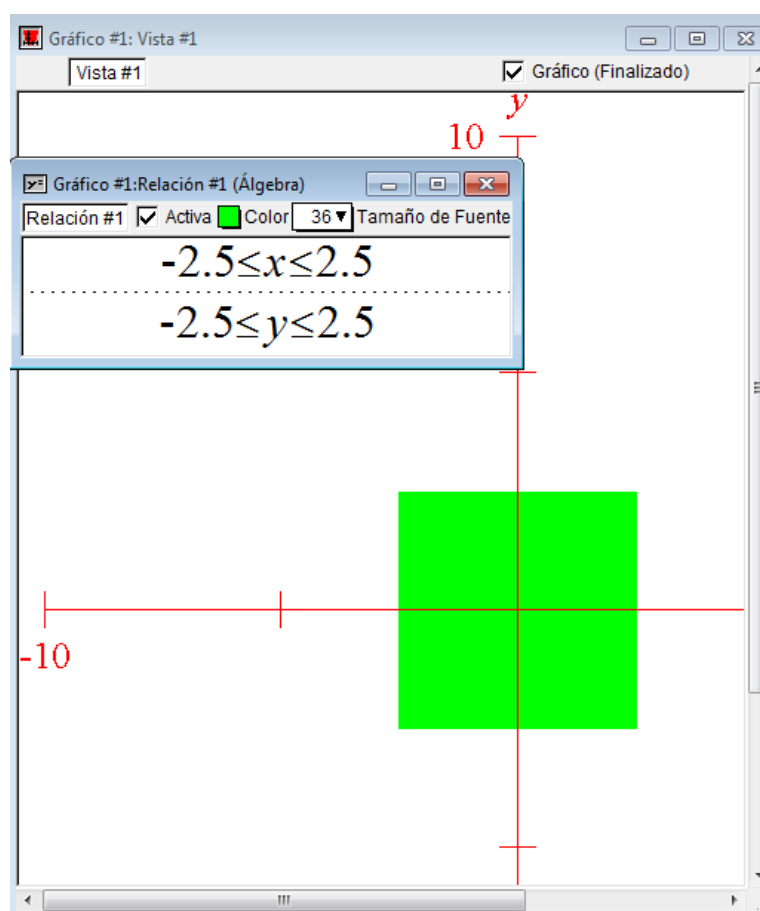 Gráfico #1: Vista #1
Vista #1 Gráfico (Finalizado)
y
10
Gráfico #1:Relación #1 (Álgebra)
Relación #1 Activa Color 36 Tamaño de Fuente
-2.5≤x≤2.5
-2.5≤y≤2.5
-10